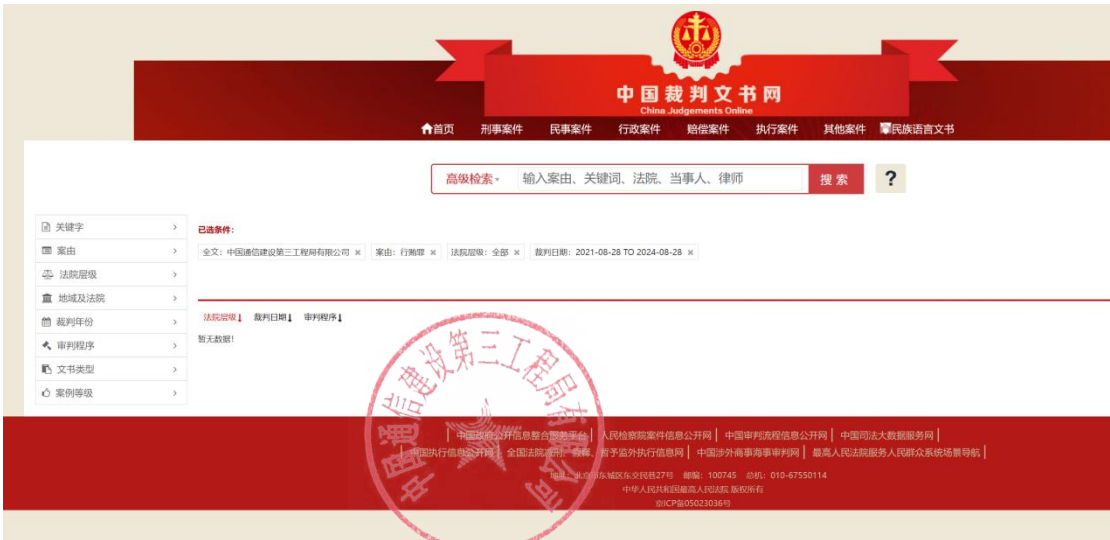 中国裁判文书网
China Judgements Online
首页 刑事案件 民事案件 行政案件 赔偿案件 执行案件 其他案件 民族语言文书
高级检索 输入案由、关键词、法院、当事人、律师 搜索 ?
关键字
案由
法院层级
地域及法院
裁判年份
审判程序
文书类型
案例等级
已选条件:
全文:中国通信建设第三工程局有限公司 × 案由:行贿罪 × 法院层级:全部 × 裁判日期:2021-08-28 TO 2024-08-28 ×
法院层级 裁判日期 审判程序
暂无数据!
中国通信建设第三工程局有限公司
中国政府公开信息整合服务平台 | 人民检察院案件信息公开网 | 中国审判流程信息公开网 | 中国司法大数据服务网 |
中国执行信息公开网 | 全国法院减刑、假释、暂予监外执行信息网 | 中国涉外商事海事审判网 | 最高人民法院服务人民群众系统场景导航 |
地址:北京市东城区东交民巷27号 邮编:100745 总机:010-67550114
中华人民共和国最高人民法院 版权所有
京ICP备05023036号